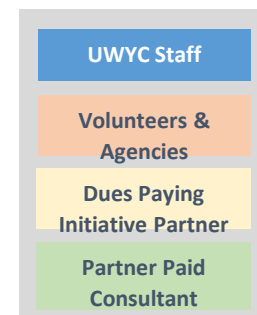 UWYC Staff
Volunteers &
Agencies
Dues Paying
Initiative Partner
Partner Paid
Consultant